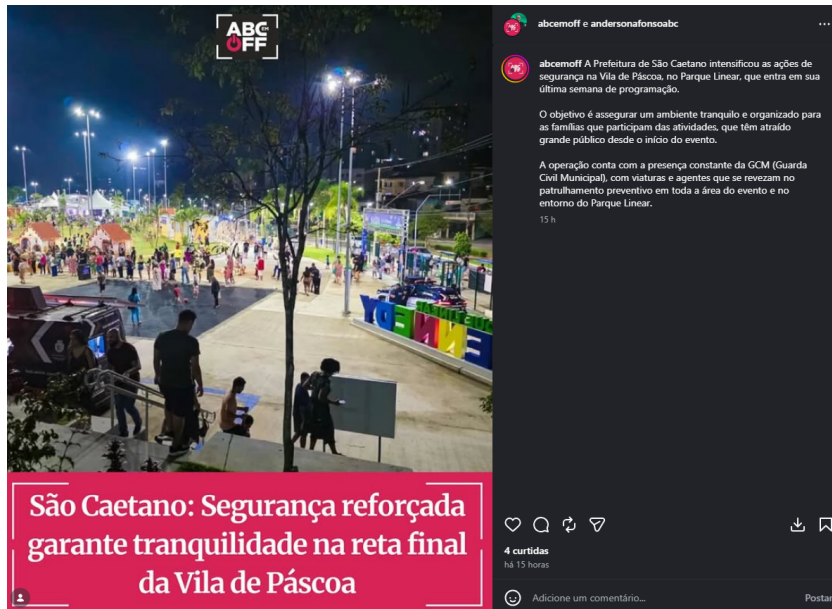 ABC
EM
OFF
KENNEDY
São Caetano: Segurança reforçada
garante tranquilidade na reta final
da Vila de Páscoa
abcemoff e andersonafonsoabc
abcemoff A Prefeitura de São Caetano intensificou as ações de
segurança na Vila de Páscoa, no Parque Linear, que entra em sua
última semana de programação.
O objetivo é assegurar um ambiente tranquilo e organizado para
as famílias que participam das atividades, que têm atraído
grande público desde o início do evento.
A operação conta com a presença constante da GCM (Guarda
Civil Municipal), com viaturas e agentes que se revezam no
patrulhamento preventivo em toda a área do evento e no
entorno do Parque Linear.
15 h
4 curtidas
há 15 horas
Adicione um comentário...
Postar